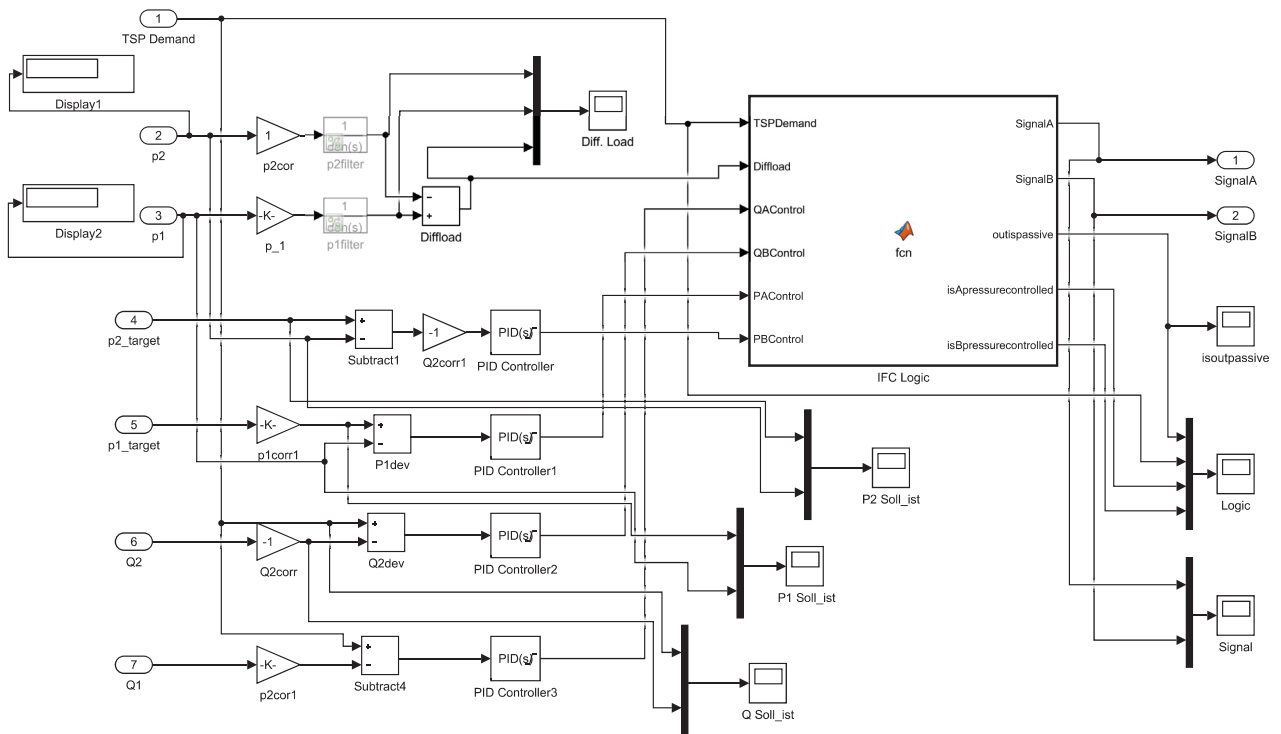 1
TSP Demand
Display1
2
p2
1
p2cor
1
den(s)
p2filter
Diff. Load
Display2
3
p1
-K-
p_1
1
den(s)
p1filter
−
+
Diffload
TSPDemand
Diffload
QAControl
QBControl
PAControl
PBControl
fcn
SignalA
SignalB
outispassive
isApressurecontrolled
isBpressurecontrolled
IFC Logic
1
SignalA
2
SignalB
isoutpassive
4
p2_target
+
−
Subtract1
-1
Q2corr1
PID(s)
PID Controller
5
p1_target
-K-
p1corr1
+
−
P1dev
PID(s)
PID Controller1
P2 Soll_ist
Logic
6
Q2
-1
Q2corr
+
−
Q2dev
PID(s)
PID Controller2
P1 Soll_ist
Signal
7
Q1
-K-
p2cor1
+
−
Subtract4
PID(s)
PID Controller3
Q Soll_ist